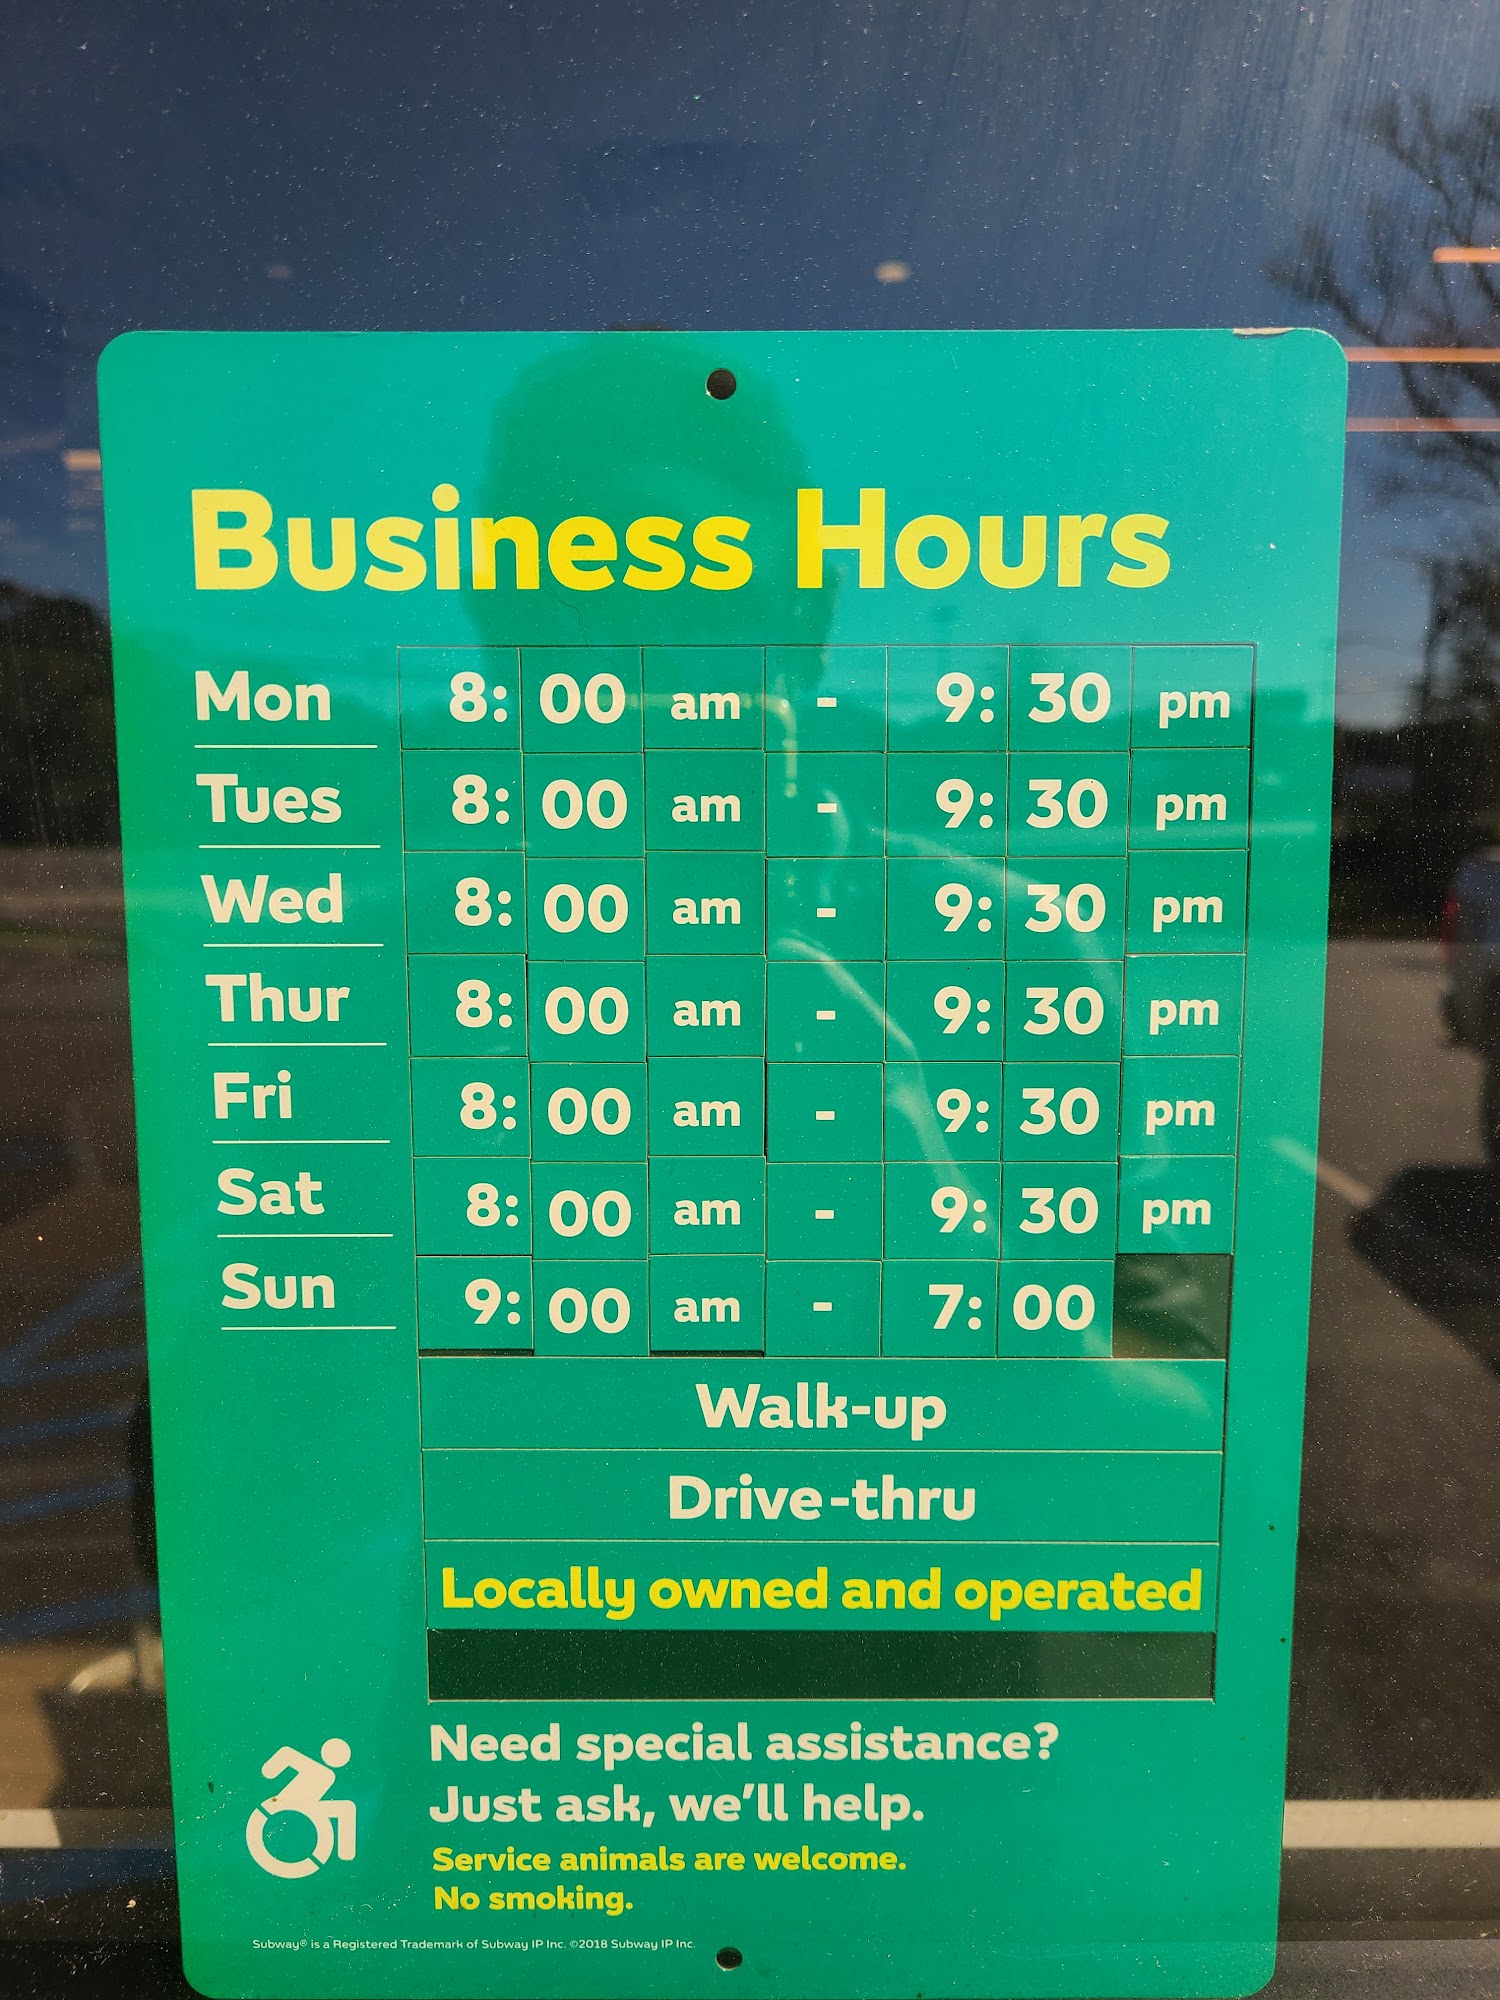 Business Hours
Mon 8: 00 am - 9: 30 pm
Tues 8: 00 am - 9: 30 pm
Wed 8: 00 am - 9: 30 pm
Thur 8: 00 am - 9: 30 pm
Fri 8: 00 am - 9: 30 pm
Sat 8: 00 am - 9: 30 pm
Sun 9: 00 am - 7: 00
Walk-up
Drive-thru
Locally owned and operated
Need special assistance?
Just ask, we'll help.
Service animals are welcome.
No smoking.
Subway® is a Registered Trademark of Subway IP Inc. ©2018 Subway IP Inc.